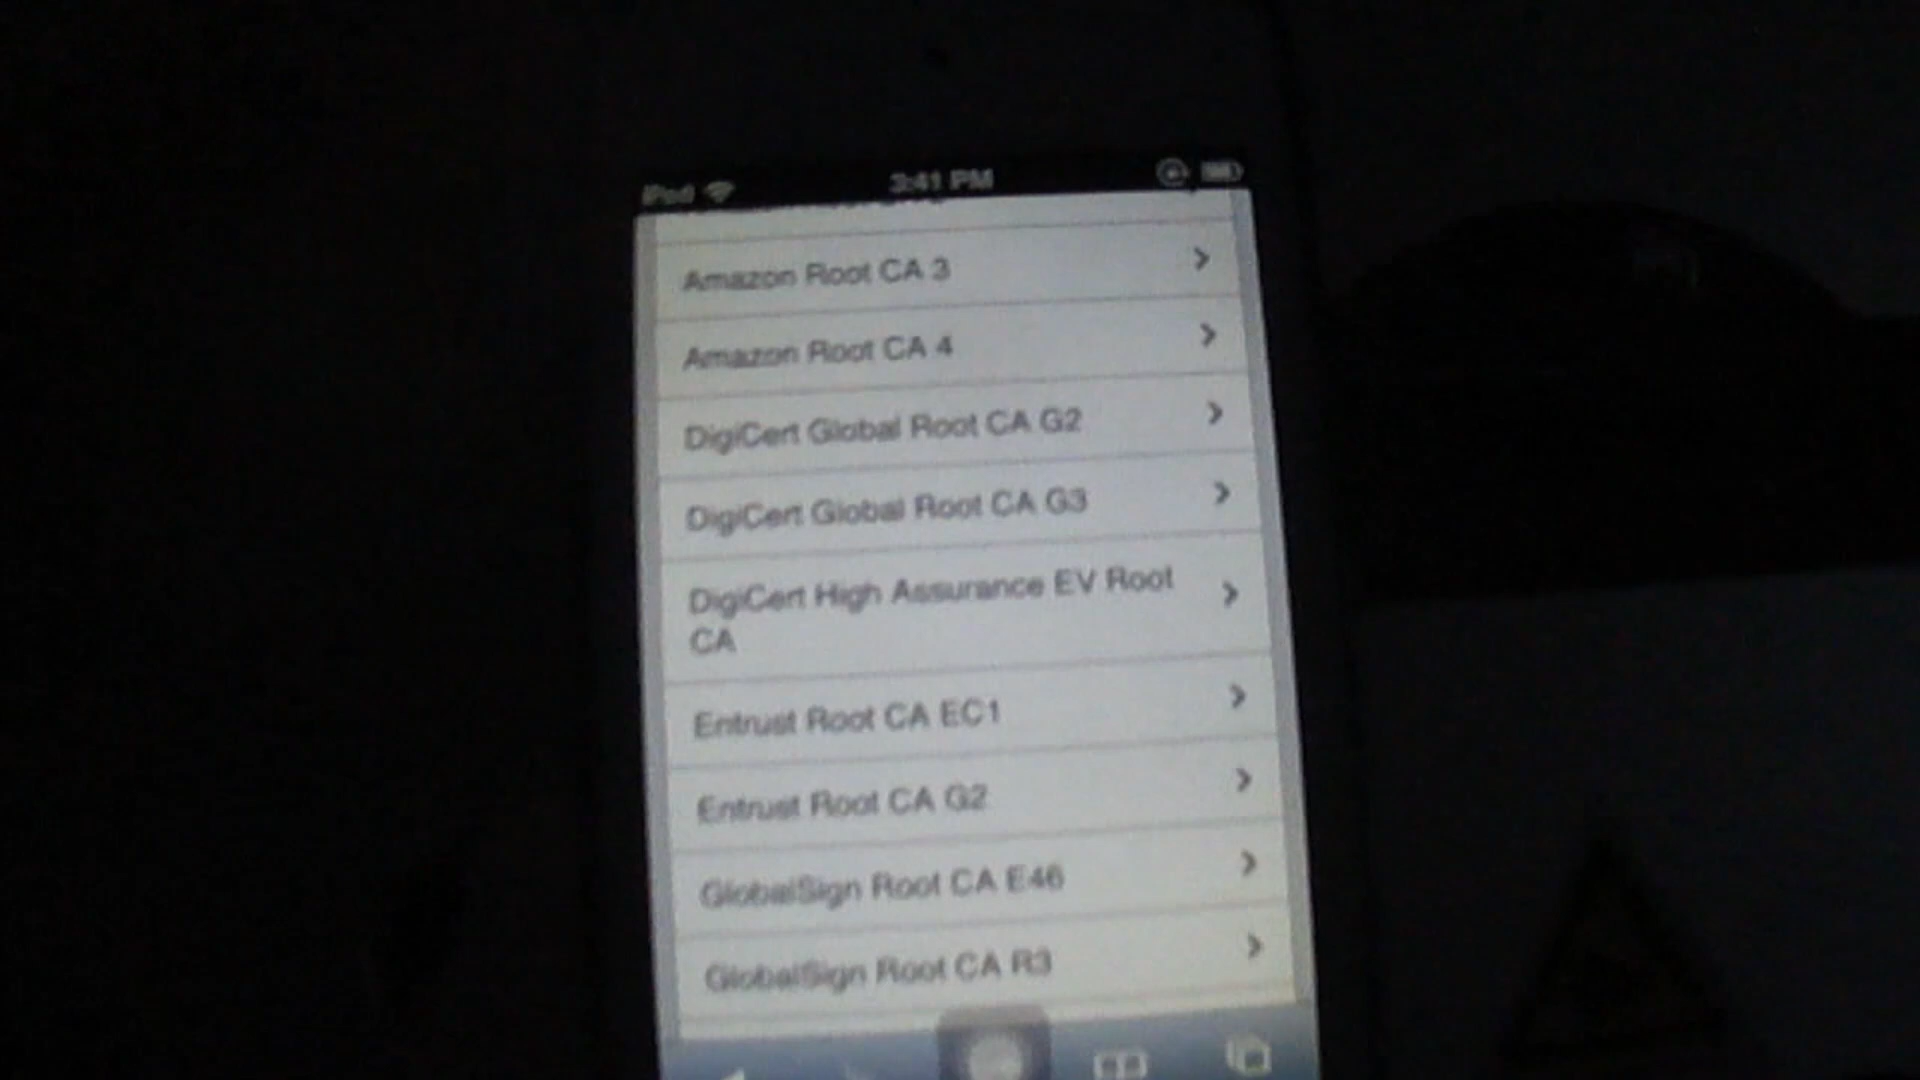 iPod 3:41 PM
Amazon Root CA 3
Amazon Root CA 4
DigiCert Global Root CA G2
DigiCert Global Root CA G3
DigiCert High Assurance EV Root
CA
Entrust Root CA EC1
Entrust Root CA G2
GlobalSign Root CA E46
GlobalSign Root CA R3